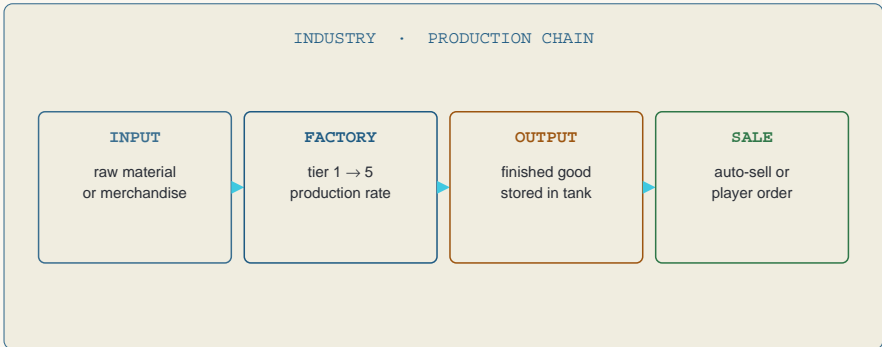 INDUSTRY · PRODUCTION CHAIN
INPUT
raw material
or merchandise
FACTORY
tier 1 → 5
production rate
OUTPUT
finished good
stored in tank
SALE
auto-sell or
player order